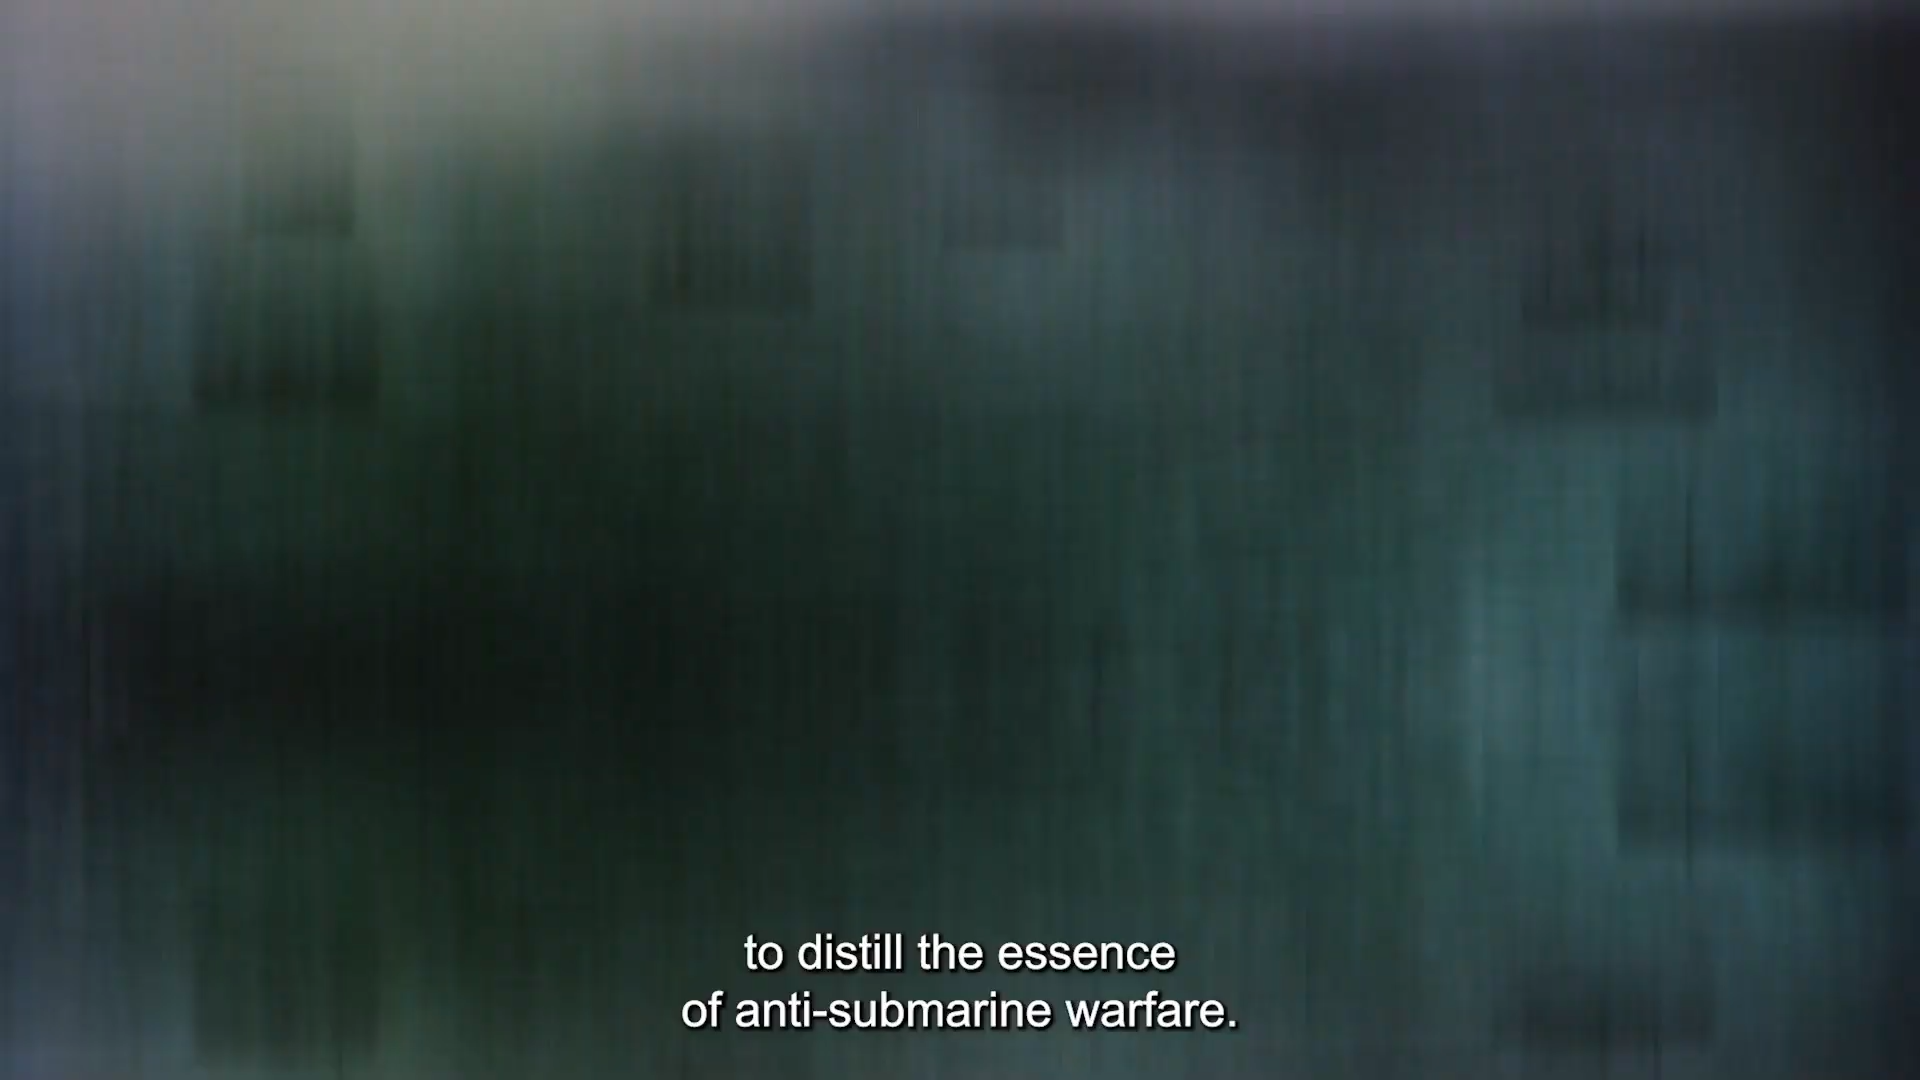 to distill the essence
of anti-submarine warfare.